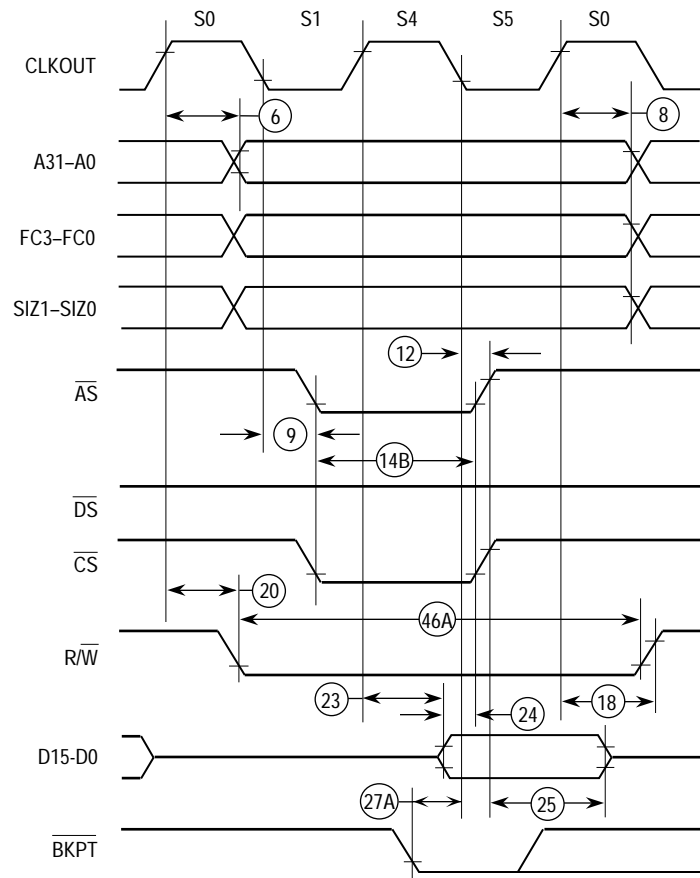 S0 S1 S4 S5 S0
CLKOUT
6
8
A31–A0
FC3–FC0
SIZ1–SIZ0
12
AS
9
14B
DS
CS
20
46A
R/W
23
18
24
D15-D0
27A
25
BKPT